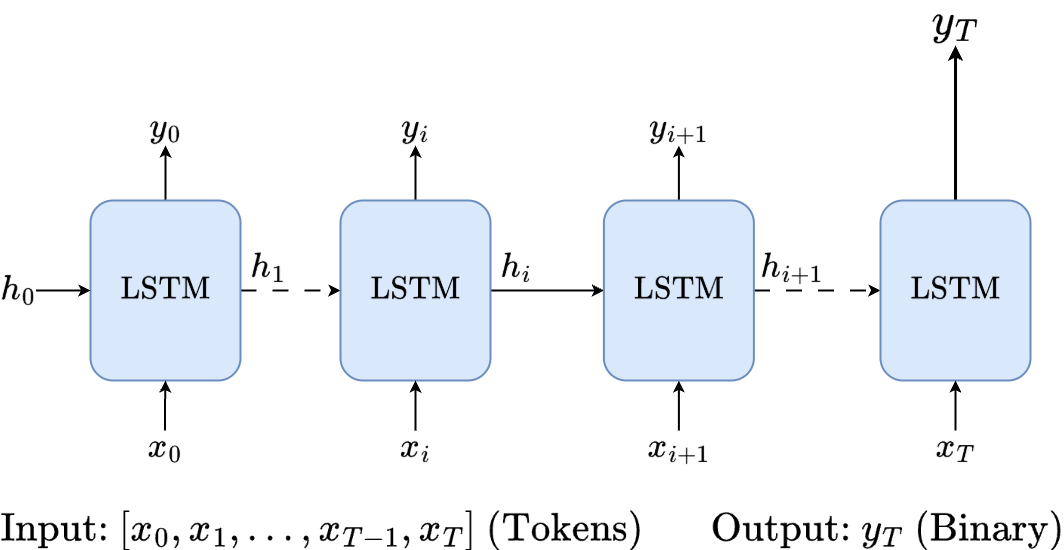 y_T
y_0 y_i y_{i+1}
h_0 LSTM h_1 LSTM h_i LSTM h_{i+1} LSTM
x_0 x_i x_{i+1} x_T
Input: [x_0, x_1, ..., x_{T-1}, x_T] (Tokens) Output: y_T (Binary)